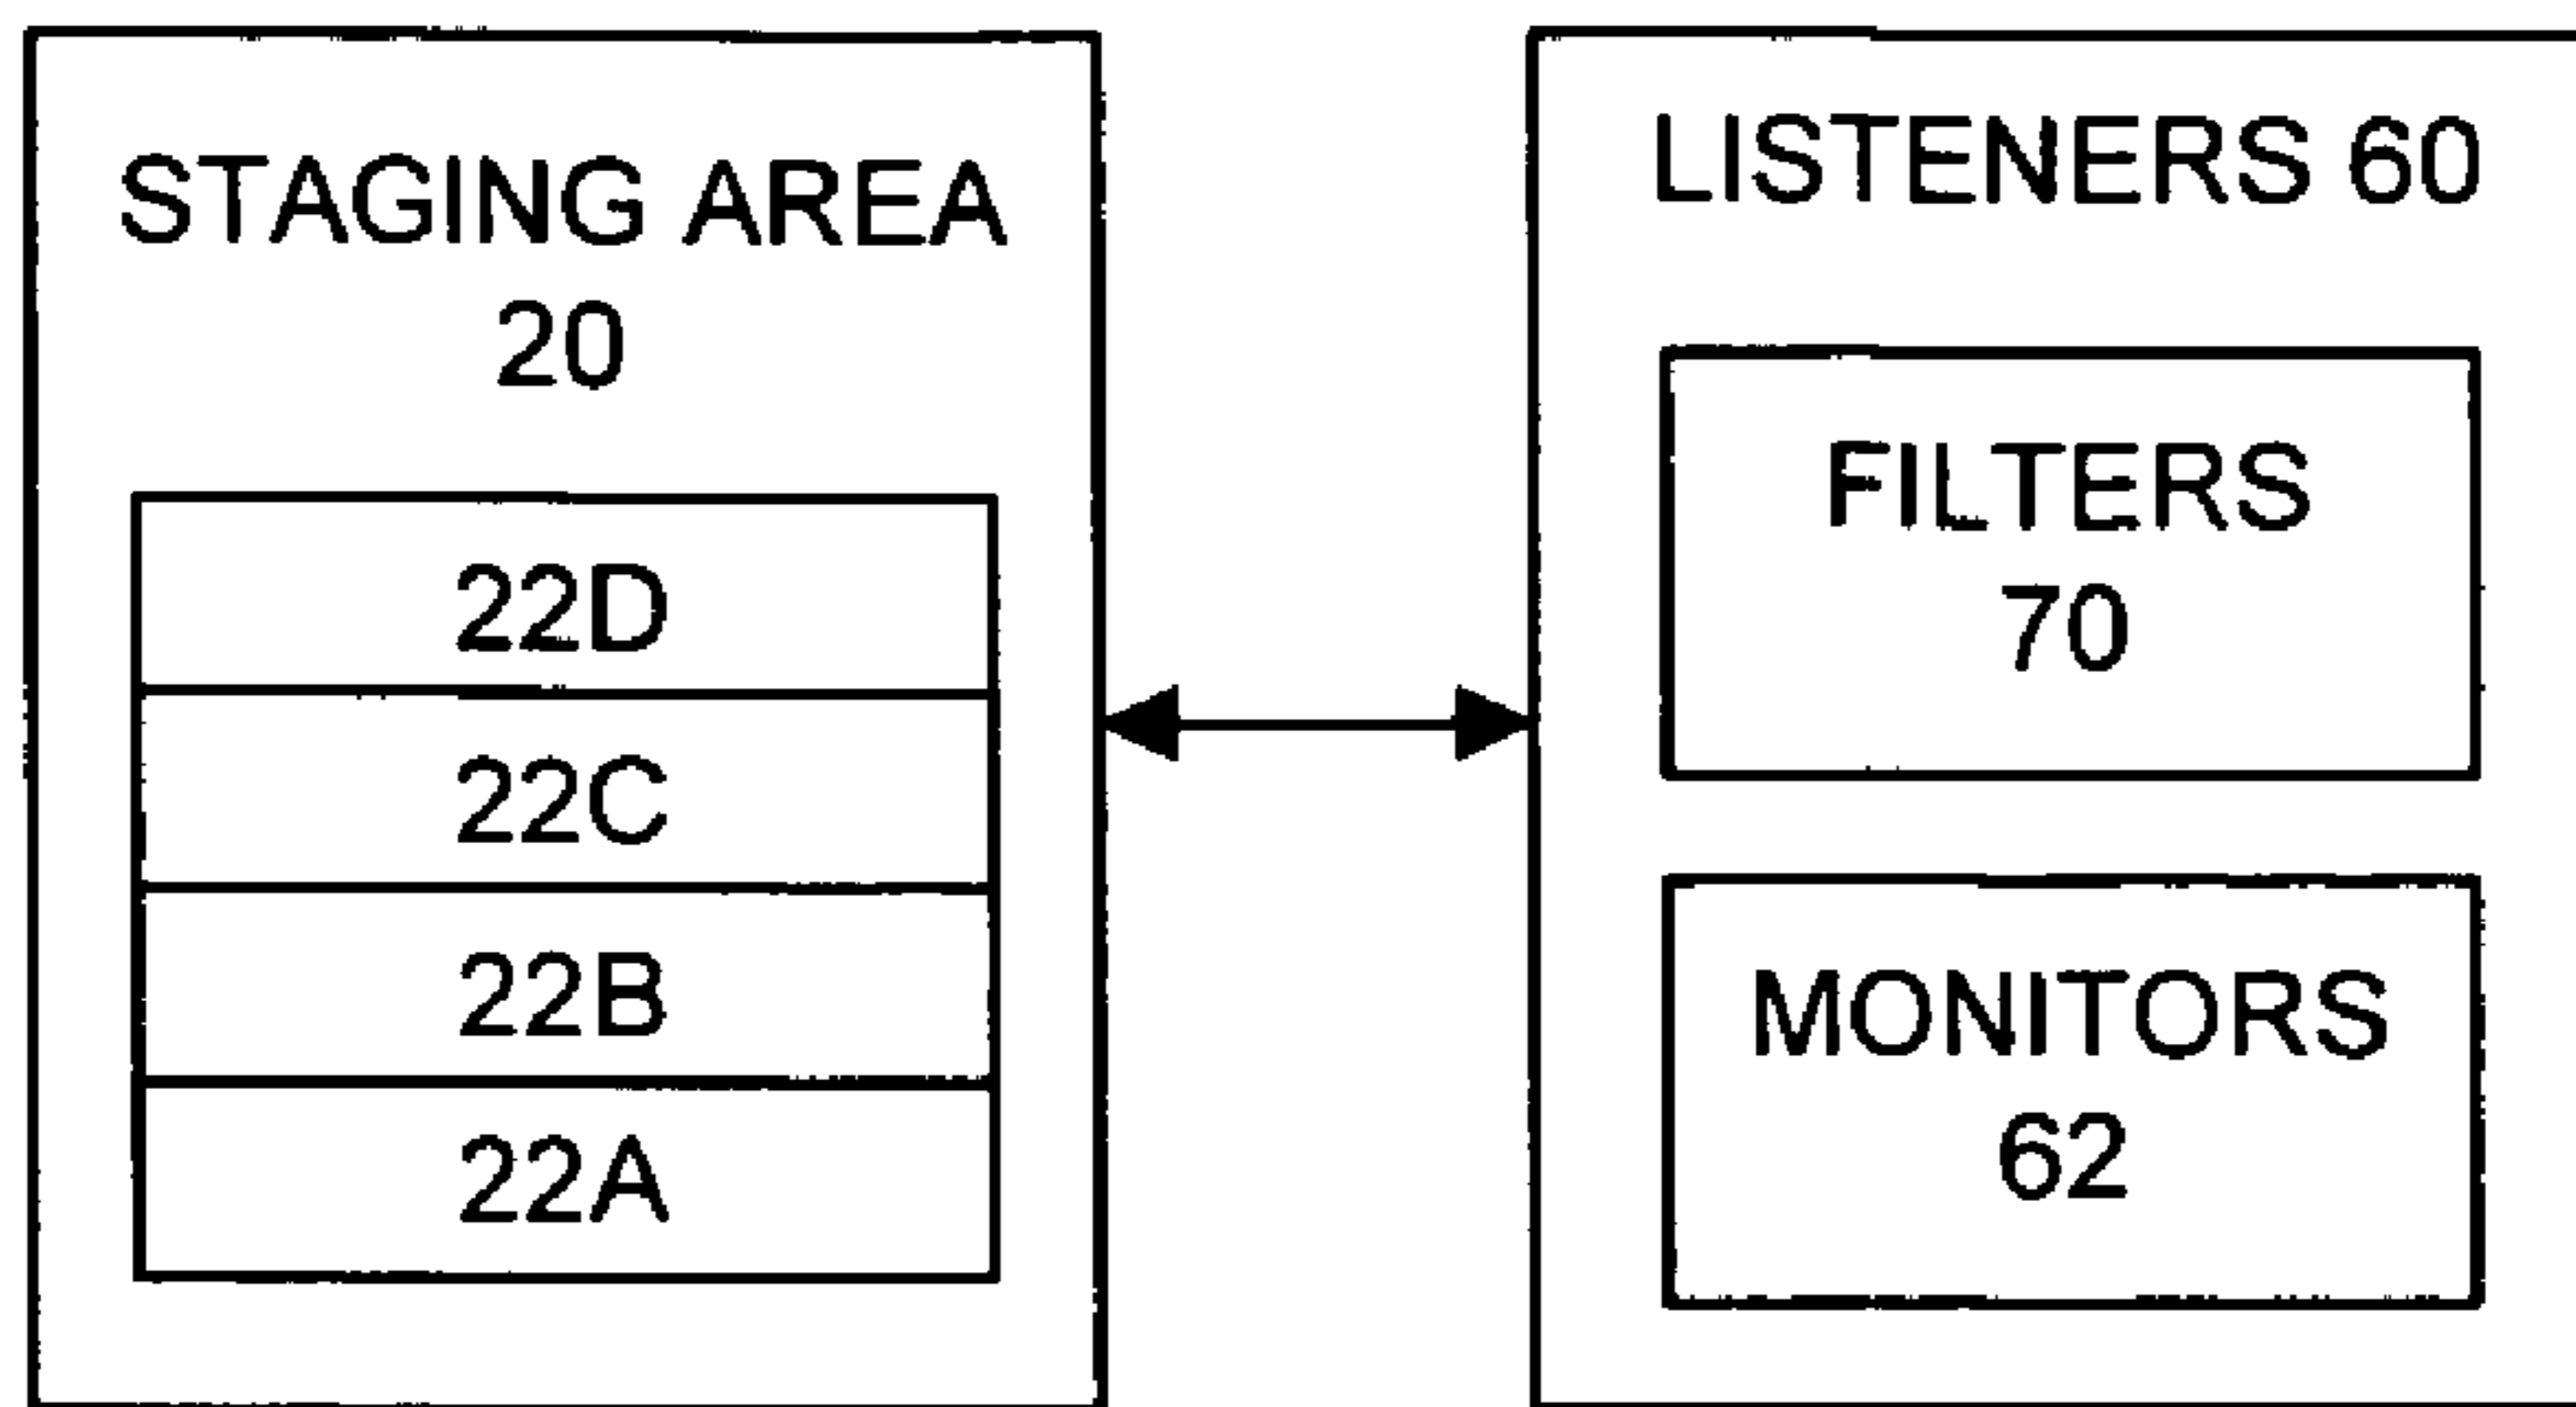 STAGING AREA
20
22D
22C
22B
22A
LISTENERS 60
FILTERS
70
MONITORS
62